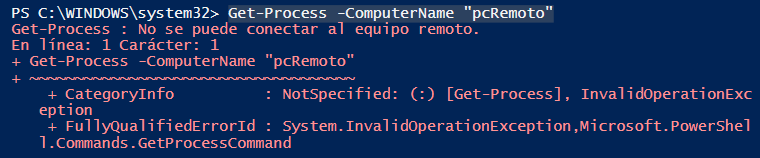 PS C:\WINDOWS\system32> Get-Process -ComputerName "pcRemoto"
Get-Process : No se puede conectar al equipo remoto.
En línea: 1 Carácter: 1
+ Get-Process -ComputerName "pcRemoto"
+ ~~~~~~~~~~~~~~~~~~~~~~~~~~~~~~~~~~~~
    + CategoryInfo          : NotSpecified: (:) [Get-Process], InvalidOperationExc
   eption
    + FullyQualifiedErrorId : System.InvalidOperationException,Microsoft.PowerShel
   l.Commands.GetProcessCommand